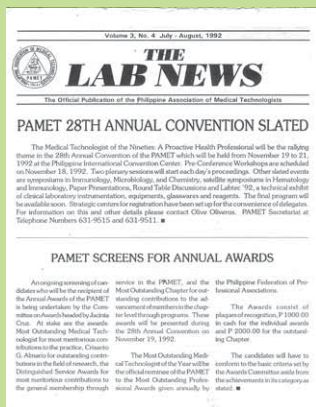 Volume 3, No. 4 July - August, 1992
THE
LAB NEWS
The Official Publication of the Philippine Association of Medical Technologists
PAMET 28TH ANNUAL CONVENTION SLATED
The Medical Technologist of the Nineties: A Proactive Health Professional will be the rallying
theme in the 28th Annual Convention of the PAMET which will be held from November 19 to 21,
1992 at the Philippine International Convention Center. Pre-Conference Workshops are scheduled
on November 18, 1992. Two plenary sessions will start each day's proceedings. Other slated events
are symposiums in Immunology, Microbiology, and Chemistry, satellite symposiums in Hematology
and Immunology, Paper Presentations, Round Table Discussions and Labtec '92, a technical exhibit
of laboratory instrumentation, equipments, glasswares and reagents. The final program will
be available soon. Strategic centers for registration have been set up for the convenience of delegates.
For information on this and other details please contact Olive Oliveros. PAMET Secretariat at
Telephone Numbers 631-9515 and 631-9511.
PAMET SCREENS FOR ANNUAL AWARDS
An ongoing screening of can-
didates who will be the recipient of
the Annual Awards of the PAMET
is being undertaken by the Com-
mittee on Awards headed by Jacinta
Cruz. At stake are the awards:
Most Outstanding Medical Tech-
nologist for most meritorious con-
tributions to the practice, Crisanto
G. Almario for outstanding contri-
butions in the field of research, the
Distinguished Service Awards for
most meritorious contributions to
the general membership through
service in the PAMET, and the
Most Outstanding Chapter for out-
standing contributions to the ad-
vancement of members in the chap-
ter level through programs. These
awards will be presented during
the 28th Annual Convention on
November 19, 1992.
The Most Outstanding Medi-
cal Technologist of the Year will be
the official nominee of the PAMET
to the Most Outstanding Profes-
sional Awards given annually by
the Philippine Federation of Pro-
fessional Associations.
The Awards consist of
plaques of recognition, P 1000.00
in cash for the individual awards
and P 2000.00 for the outstand-
ing Chapter.
The candidates will have to
conform to the basic criteria set by
the Awards Committee aside from
the achievements in its category as
stated